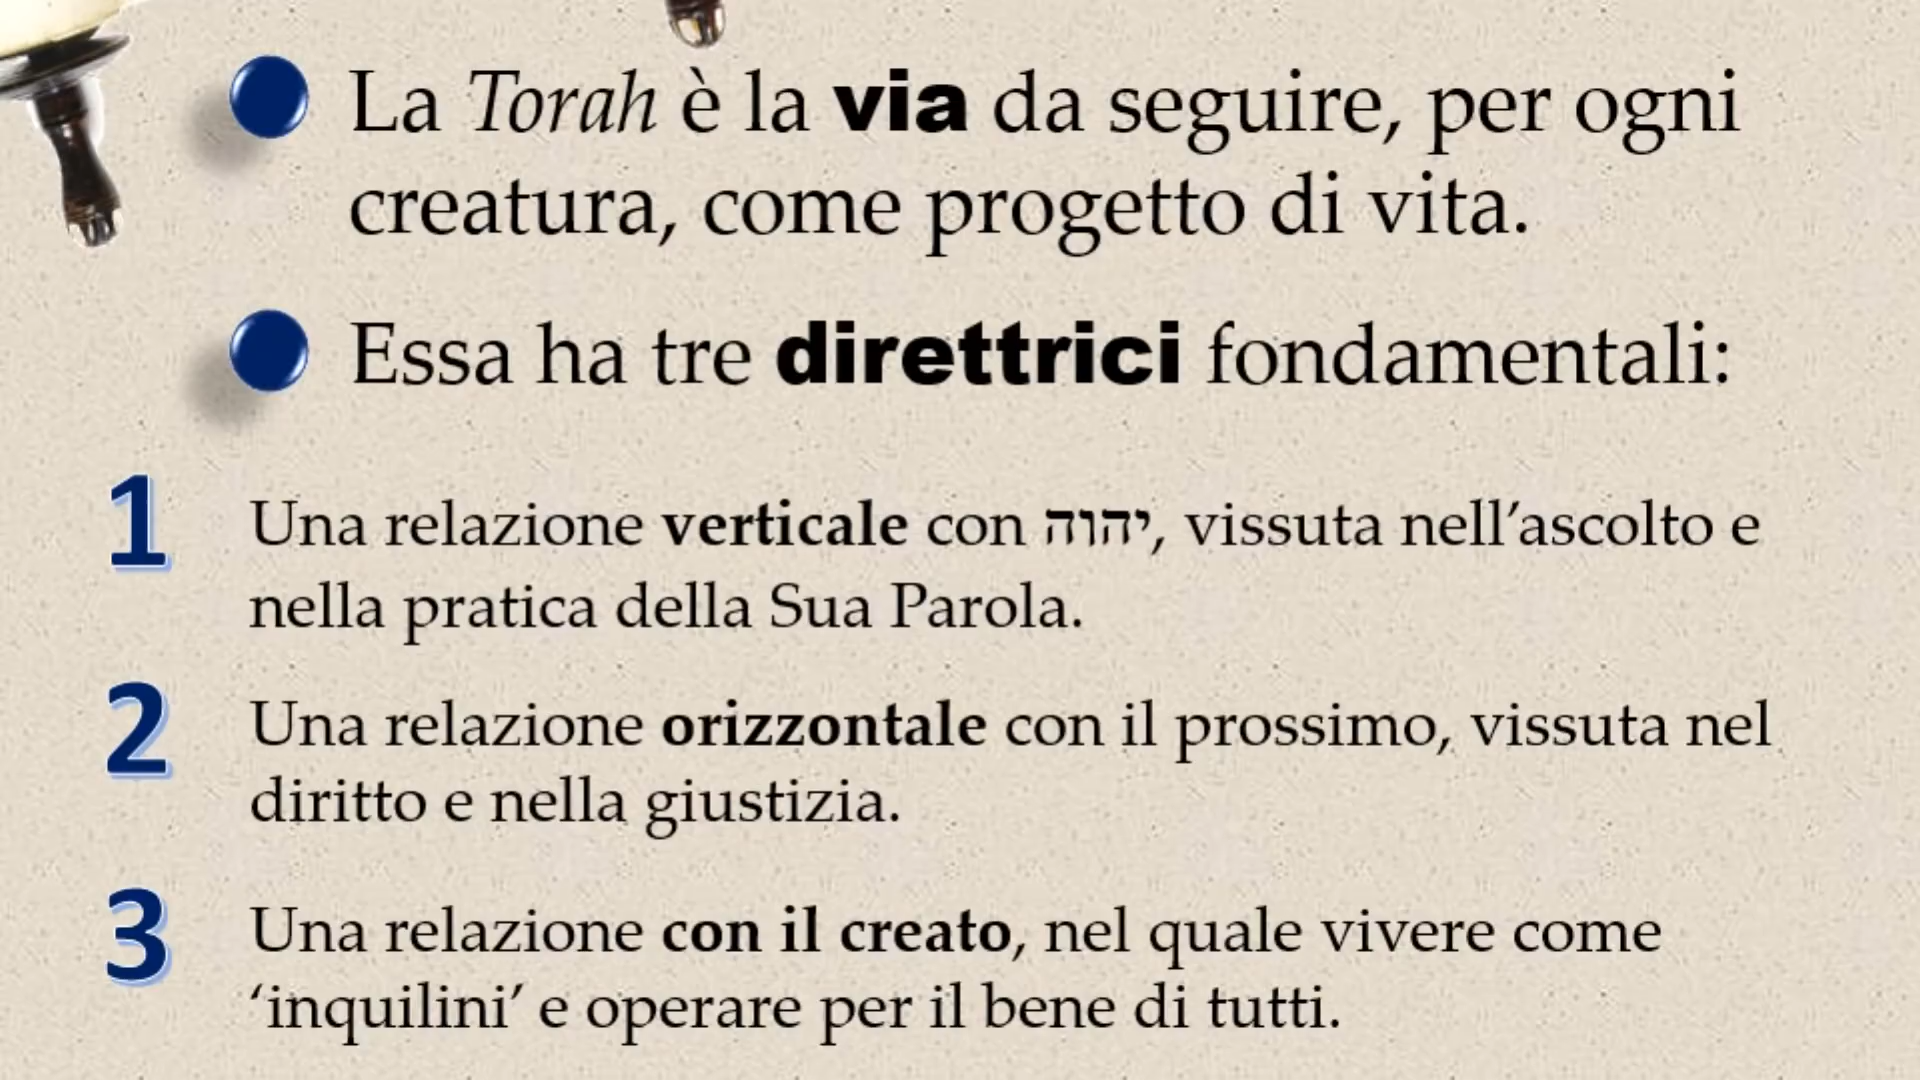 La Torah è la via da seguire, per ogni
creatura, come progetto di vita.
Essa ha tre direttrici fondamentali:
1 Una relazione verticale con יהוה, vissuta nell’ascolto e
nella pratica della Sua Parola.
2 Una relazione orizzontale con il prossimo, vissuta nel
diritto e nella giustizia.
3 Una relazione con il creato, nel quale vivere come
‘inquilini’ e operare per il bene di tutti.